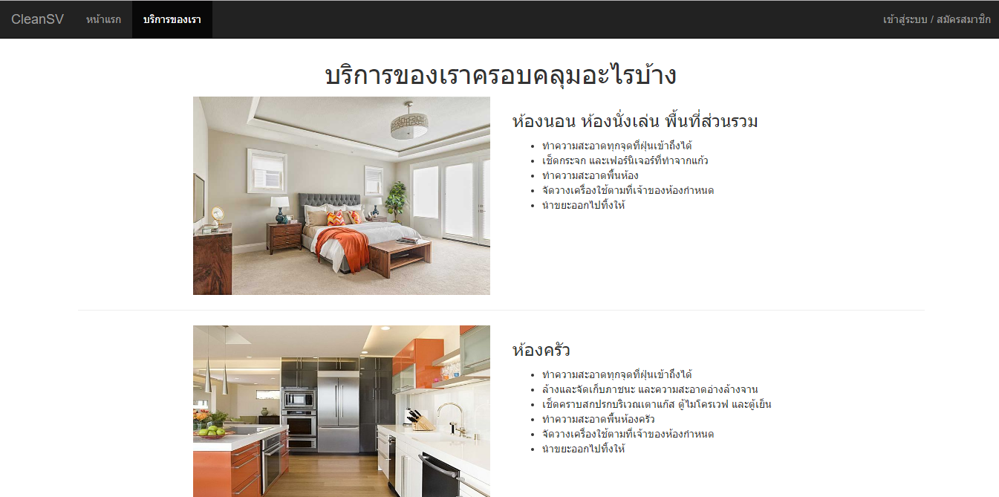 CleanSV
หน้าแรก
บริการของเรา
เข้าสู่ระบบ / สมัครสมาชิก
บริการของเราครอบคลุมอะไรบ้าง
ห้องนอน ห้องนั่งเล่น พื้นที่ส่วนรวม
ทำความสะอาดทุกจุดที่ฝุ่นเข้าถึงได้
เช็ดกระจก และเฟอร์นิเจอร์ที่ทำจากแก้ว
ทำความสะอาดพื้นห้อง
จัดวางเครื่องใช้ตามที่เจ้าของห้องกำหนด
นำขยะออกไปทิ้งให้
ห้องครัว
ทำความสะอาดทุกจุดที่ฝุ่นเข้าถึงได้
ล้างและจัดเก็บภาชนะ และความสะอาดอ่างล้างจาน
เช็ดคราบสกปรกบริเวณเตาแก๊ส ตู้ไมโครเวฟ และตู้เย็น
ทำความสะอาดพื้นห้องครัว
จัดวางเครื่องใช้ตามที่เจ้าของห้องกำหนด
นำขยะออกไปทิ้งให้